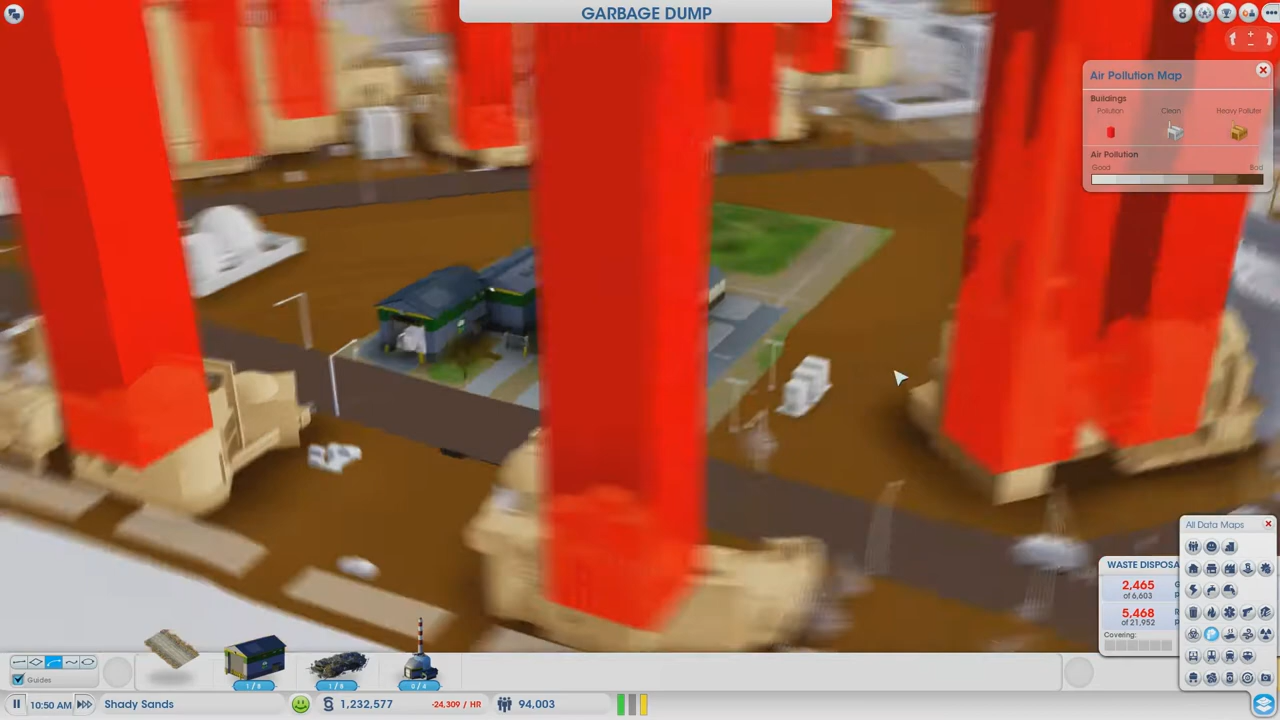 GARBAGE DUMP
Air Pollution Map
Buildings
Pollution Clean Heavy Polluter
Air Pollution
Good Bad
All Data Maps
WASTE DISPOSA
2,465
of 6,603
5,468
of 21,952
Covering:
Guides
1 / 8
1 / 8
0 / 4
10:50 AM
Shady Sands
1,232,577
-24,309 / HR
94,003